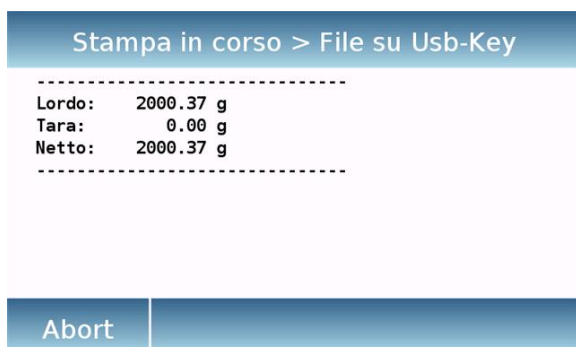 Stampa in corso > File su Usb-Key
-------------------------------
Lordo: 2000.37 g
Tara: 0.00 g
Netto: 2000.37 g
-------------------------------
Abort